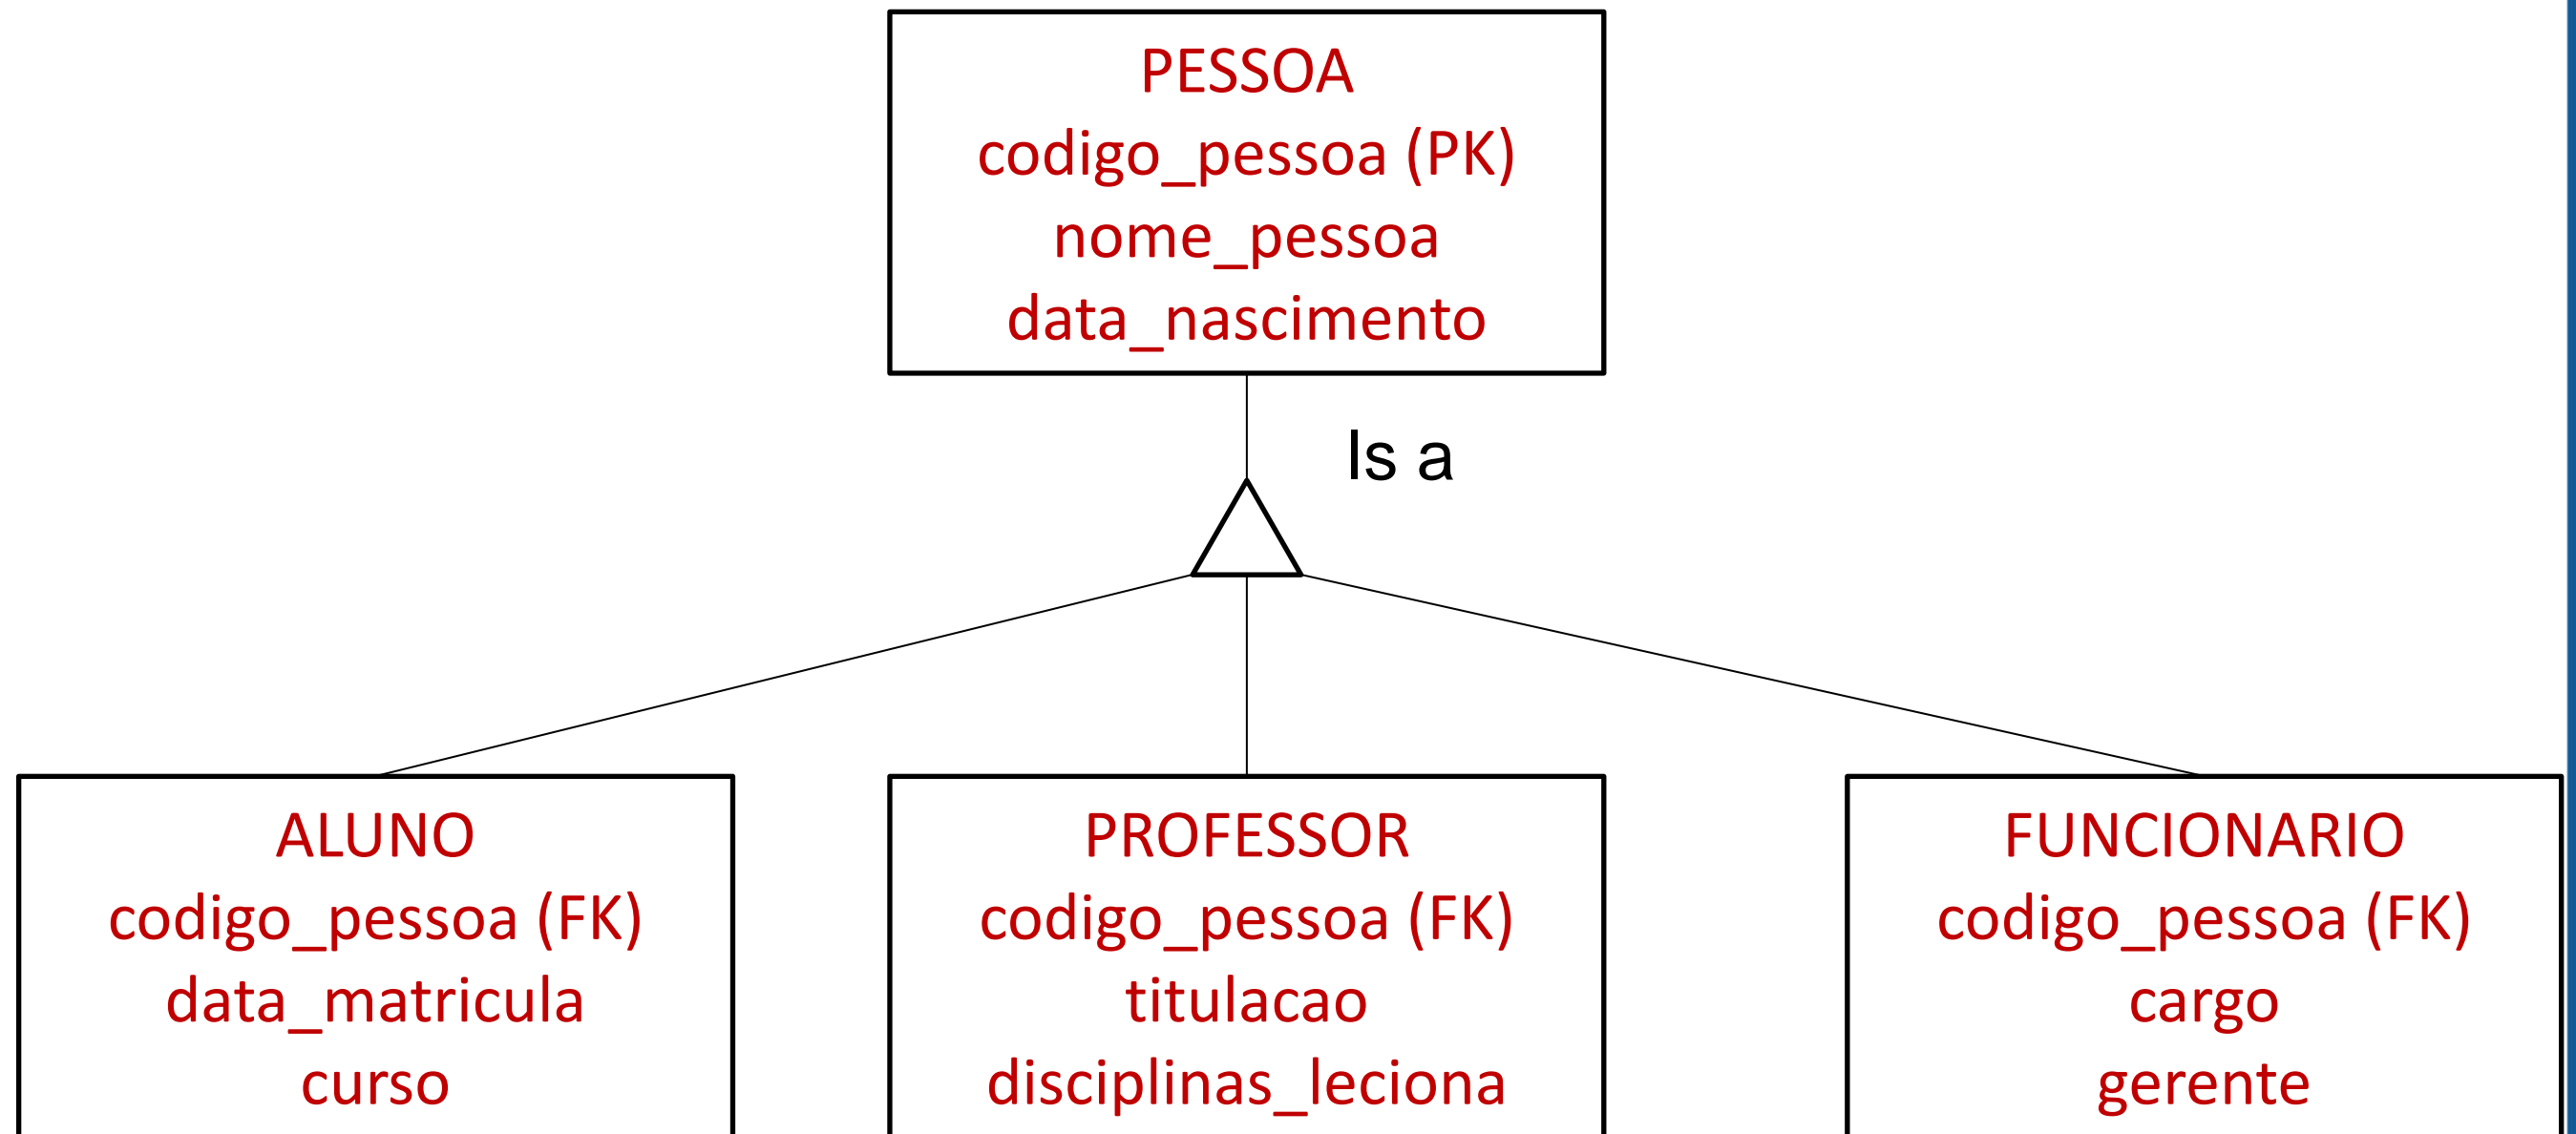 PESSOA
codigo_pessoa (PK)
nome_pessoa
data_nascimento
Is a
ALUNO
codigo_pessoa (FK)
data_matricula
curso
PROFESSOR
codigo_pessoa (FK)
titulacao
disciplinas_leciona
FUNCIONARIO
codigo_pessoa (FK)
cargo
gerente